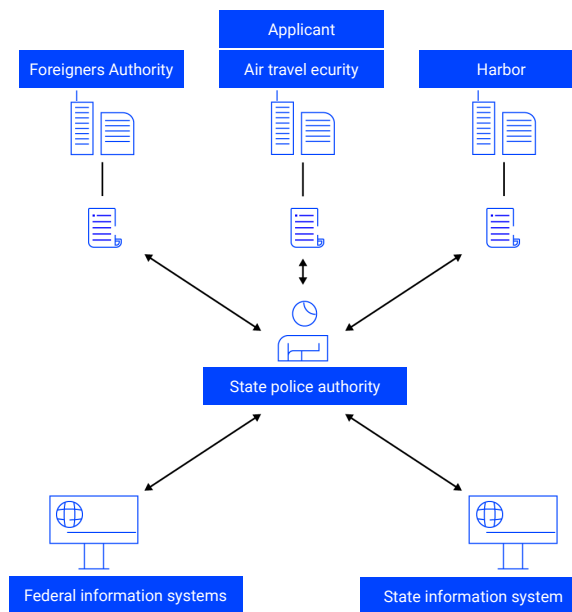 Applicant
Foreigners Authority
Air travel ecurity
Harbor
State police authority
Federal information systems
State information system